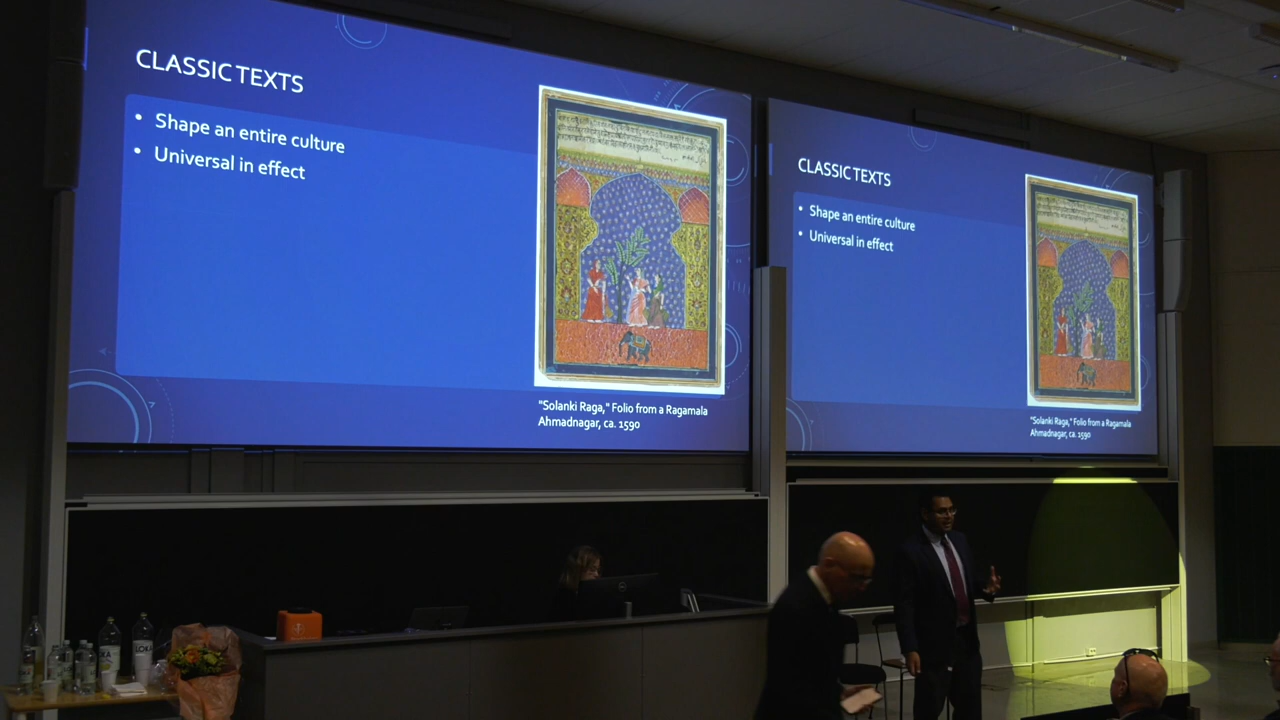 CLASSIC TEXTS
• Shape an entire culture
• Universal in effect
"Solanki Raga," Folio from a Ragamala
Ahmadnagar, ca. 1590
CLASSIC TEXTS
• Shape an entire culture
• Universal in effect
"Solanki Raga," Folio from a Ragamala
Ahmadnagar, ca. 1590
LOKA